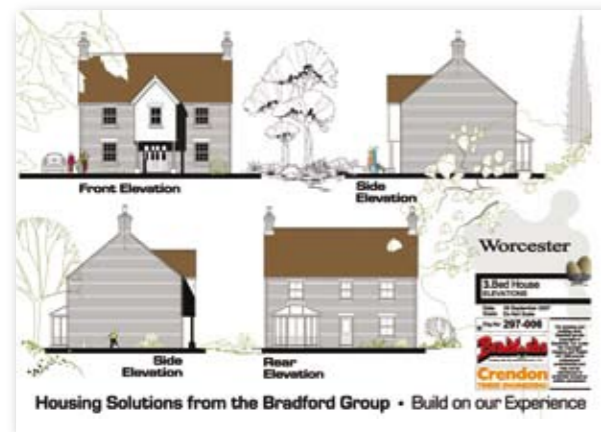 Front Elevation
Side
Elevation
Side
Elevation
Rear
Elevation
Worcester
3.Bed House
ELEVATIONS
297-006
Bradfords
Crendon
Housing Solutions from the Bradford Group • Build on our Experience